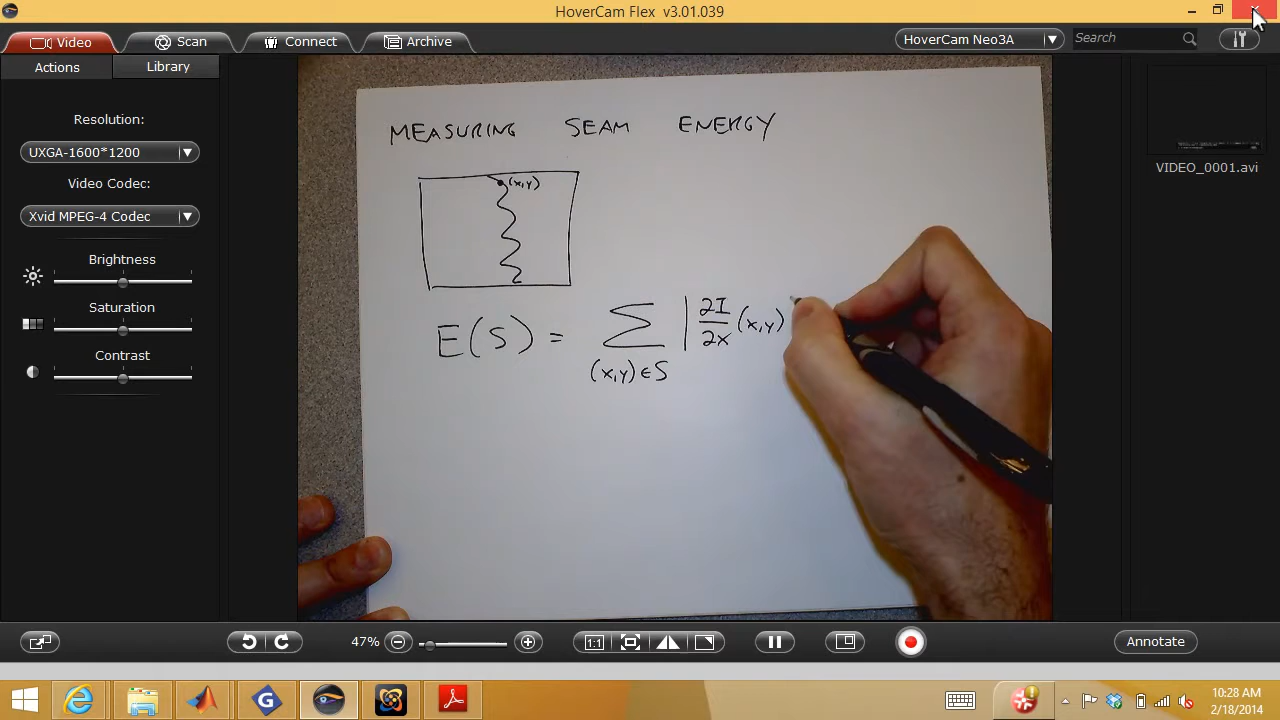 HoverCam Flex v3.01.039
Video Scan Connect Archive HoverCam Neo3A Search
Actions Library
Resolution:
UXGA-1600*1200
Video Codec:
Xvid MPEG-4 Codec
Brightness
Saturation
Contrast
MEASURING SEAM ENERGY
(x,y)
E(S) = ∑ | ∂I/∂x (x,y)
(x,y)∈S
VIDEO_0001.avi
47% 1:1 Annotate
10:28 AM
2/18/2014